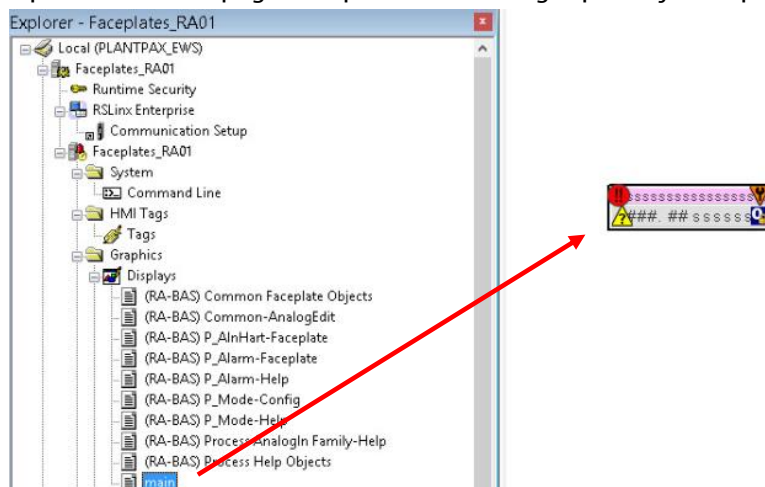 Explorer - Faceplates_RA01
Local (PLANTPAX_EWS)
Faceplates_RA01
Runtime Security
RSLinx Enterprise
Communication Setup
Faceplates_RA01
System
Command Line
HMI Tags
Tags
Graphics
Displays
(RA-BAS) Common Faceplate Objects
(RA-BAS) Common-AnalogEdit
(RA-BAS) P_AInHart-Faceplate
(RA-BAS) P_Alarm-Faceplate
(RA-BAS) P_Alarm-Help
(RA-BAS) P_Mode-Config
(RA-BAS) P_Mode-Help
(RA-BAS) Process AnalogIn Family-Help
(RA-BAS) Process Help Objects
main
sssssssssssssss
###.## ssssss